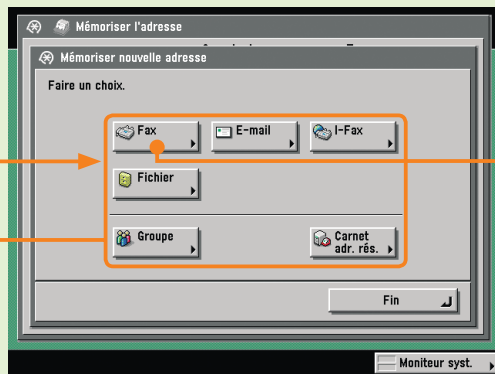 Mémoriser l'adresse
Mémoriser nouvelle adresse
Faire un choix.
Fax
E-mail
I-Fax
Fichier
Groupe
Carnet
adr. rés.
Fin
Moniteur syst.